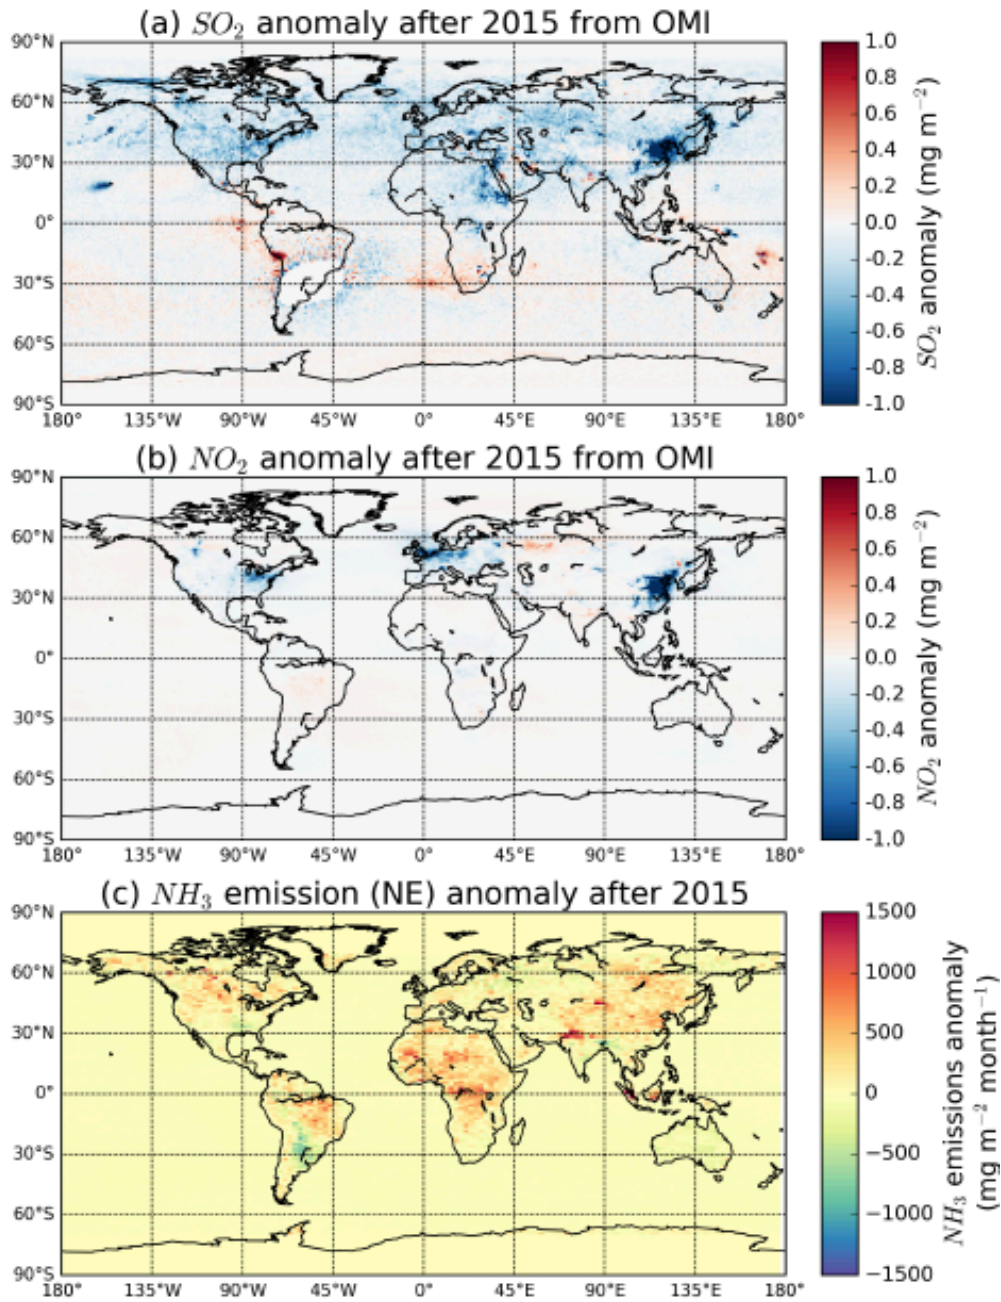 (a) SO₂ anomaly after 2015 from OMI
90°N
60°N
30°N
0°
30°S
60°S
90°S
180° 135°W 90°W 45°W 0° 45°E 90°E 135°E 180°
1.0
0.8
0.6
0.4
0.2
0.0
-0.2
-0.4
-0.6
-0.8
-1.0
SO₂ anomaly (mg m⁻²)
(b) NO₂ anomaly after 2015 from OMI
90°N
60°N
30°N
0°
30°S
60°S
90°S
180° 135°W 90°W 45°W 0° 45°E 90°E 135°E 180°
1.0
0.8
0.6
0.4
0.2
0.0
-0.2
-0.4
-0.6
-0.8
-1.0
NO₂ anomaly (mg m⁻²)
(c) NH₃ emission (NE) anomaly after 2015
90°N
60°N
30°N
0°
30°S
60°S
90°S
180° 135°W 90°W 45°W 0° 45°E 90°E 135°E 180°
1500
1000
500
0
−500
−1000
−1500
NH₃ emissions anomaly
(mg m⁻² month⁻¹)